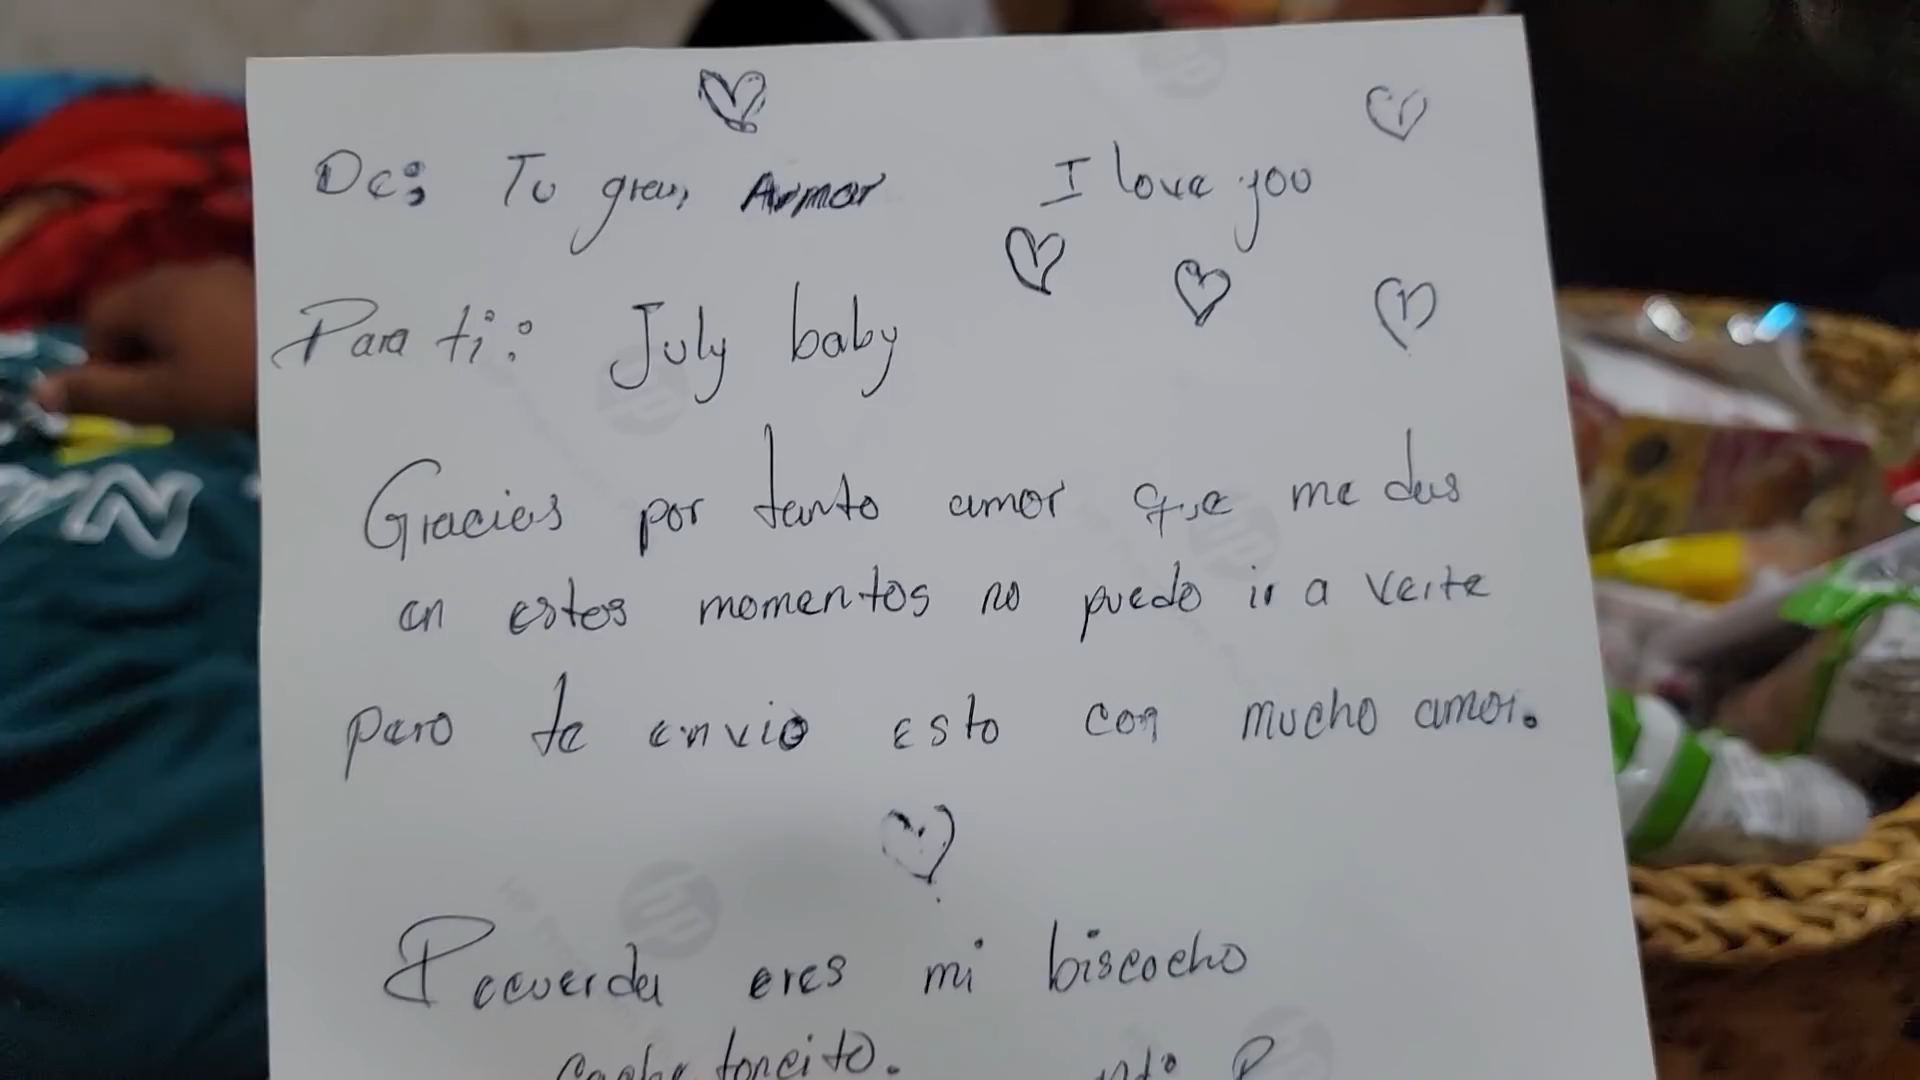 De: Tu gran Armor I love you
Para ti: July baby
Gracias por tanto amor que me das
en estos momentos no puedo ir a verte
pero te envio esto con mucho amor.
Recuerda eres mi biscocho